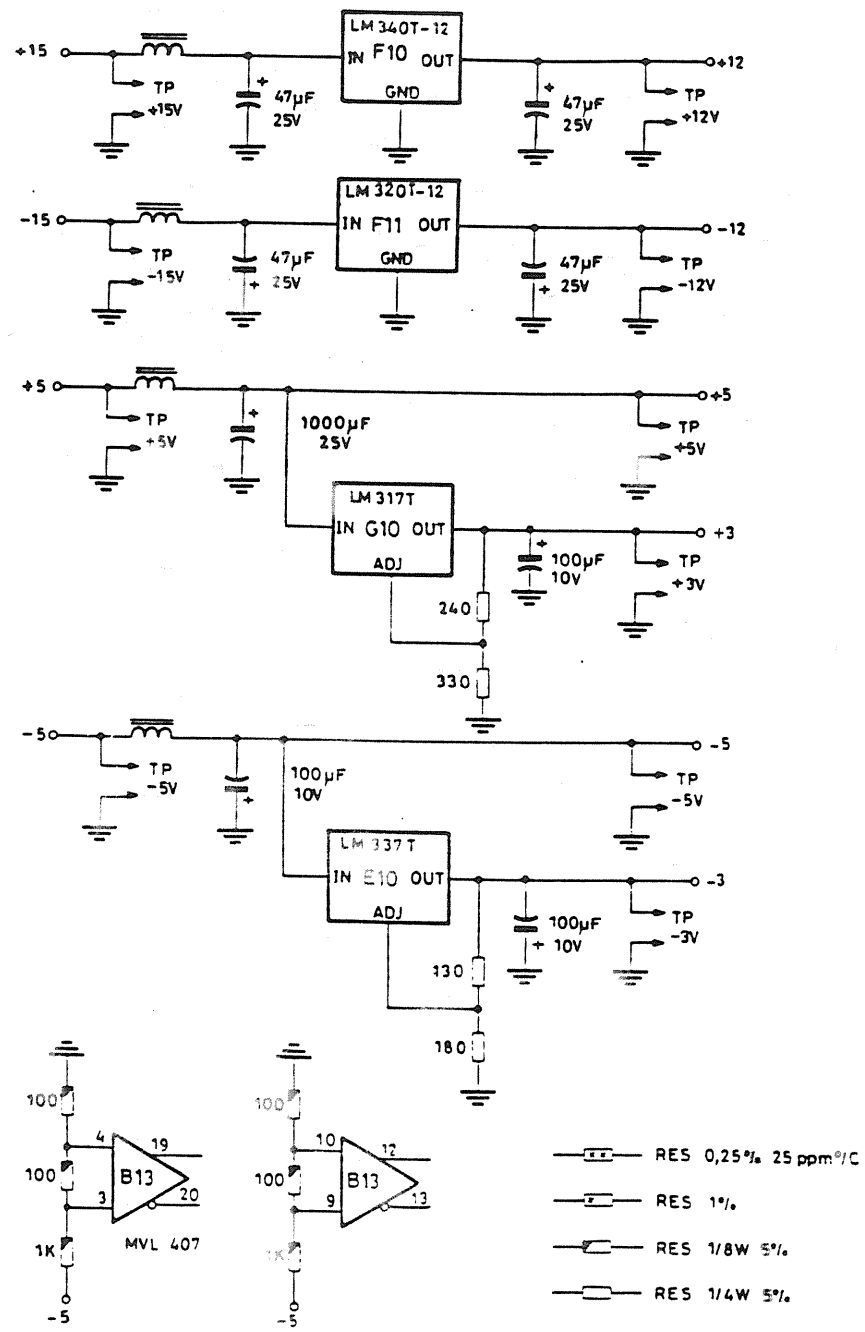 LM 340T-12
+15
IN F10 OUT
+12
TP
+15V
47µF
25V
GND
47µF
25V
TP
+12V
LM 320T-12
-15
IN F11 OUT
-12
TP
-15V
47µF
25V
+
GND
47µF
25V
+
TP
-12V
+5
+5
TP
+5V
+
1000µF
25V
TP
+5V
LM 317T
IN G10 OUT
+3
ADJ
+
100µF
10V
TP
+3V
240
330
-5
-5
TP
-5V
100µF
10V
+
TP
-5V
LM 337T
IN E10 OUT
-3
ADJ
100µF
+ 10V
TP
-3V
130
180
100
100
4
19
10
12
100
B13
100
B13
3
20
9
13
1K
MVL 407
1K
-5
-5
RES 0,25% 25 ppm°/C
RES 1%
RES 1/8W 5%
RES 1/4W 5%